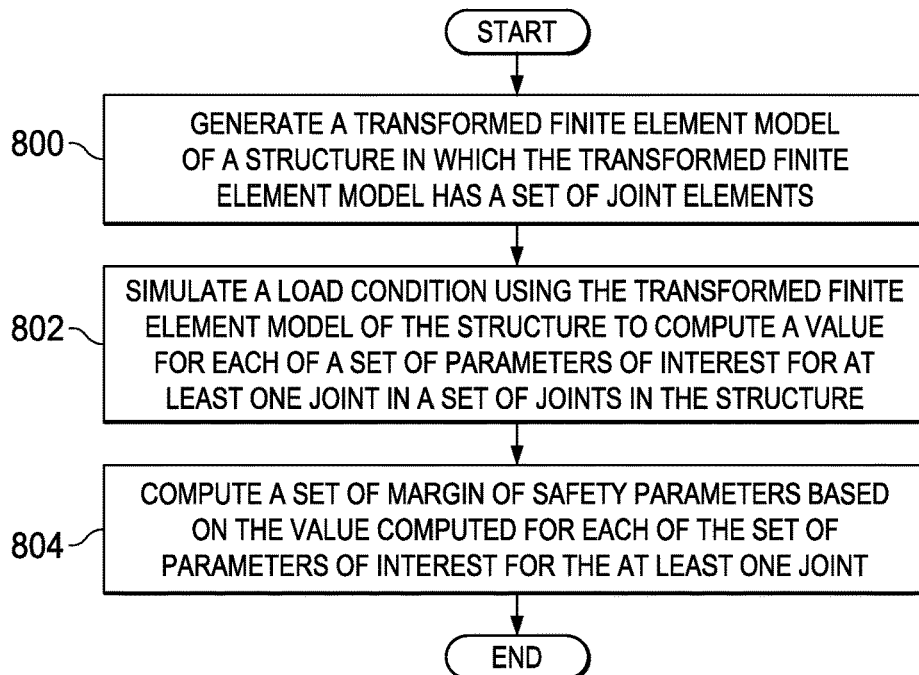 START
800
GENERATE A TRANSFORMED FINITE ELEMENT MODEL
OF A STRUCTURE IN WHICH THE TRANSFORMED FINITE
ELEMENT MODEL HAS A SET OF JOINT ELEMENTS
802
SIMULATE A LOAD CONDITION USING THE TRANSFORMED FINITE
ELEMENT MODEL OF THE STRUCTURE TO COMPUTE A VALUE
FOR EACH OF A SET OF PARAMETERS OF INTEREST FOR AT
LEAST ONE JOINT IN A SET OF JOINTS IN THE STRUCTURE
804
COMPUTE A SET OF MARGIN OF SAFETY PARAMETERS BASED
ON THE VALUE COMPUTED FOR EACH OF THE SET OF
PARAMETERS OF INTEREST FOR THE AT LEAST ONE JOINT
END